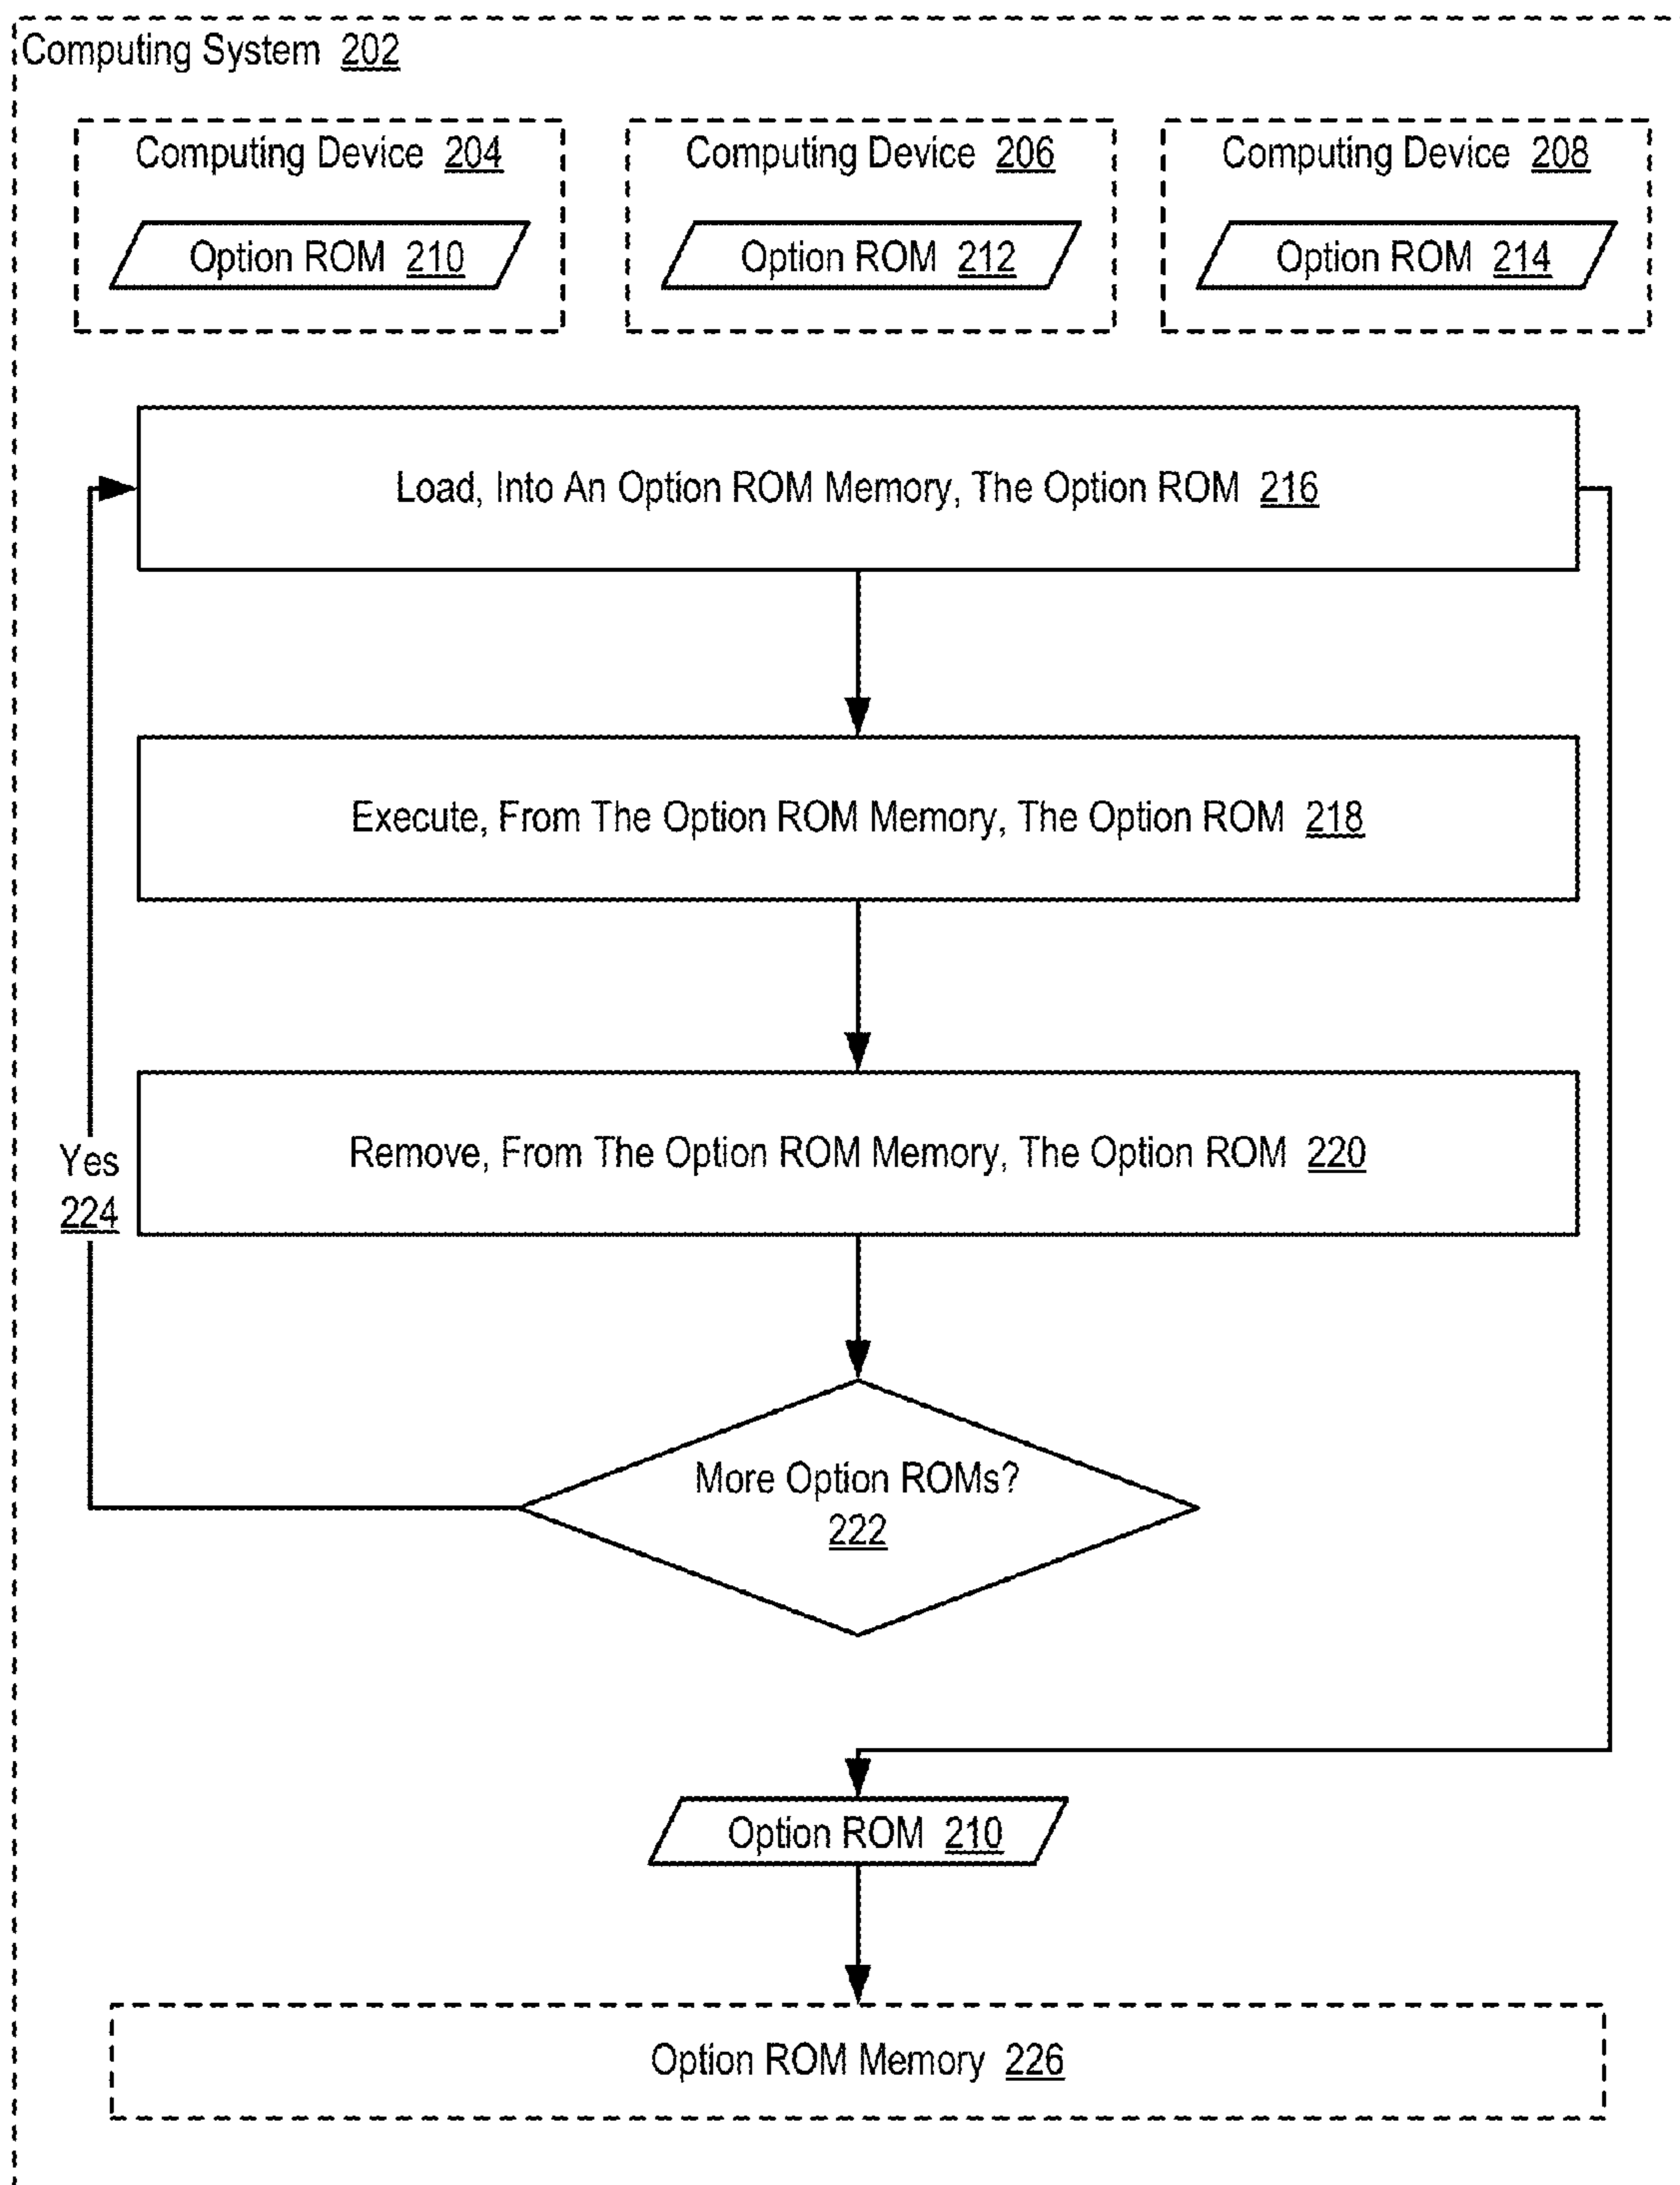 Computing System 202
Computing Device 204
Option ROM 210
Computing Device 206
Option ROM 212
Computing Device 208
Option ROM 214
Load, Into An Option ROM Memory, The Option ROM 216
Execute, From The Option ROM Memory, The Option ROM 218
Remove, From The Option ROM Memory, The Option ROM 220
Yes
224
More Option ROMs?
222
Option ROM 210
Option ROM Memory 226